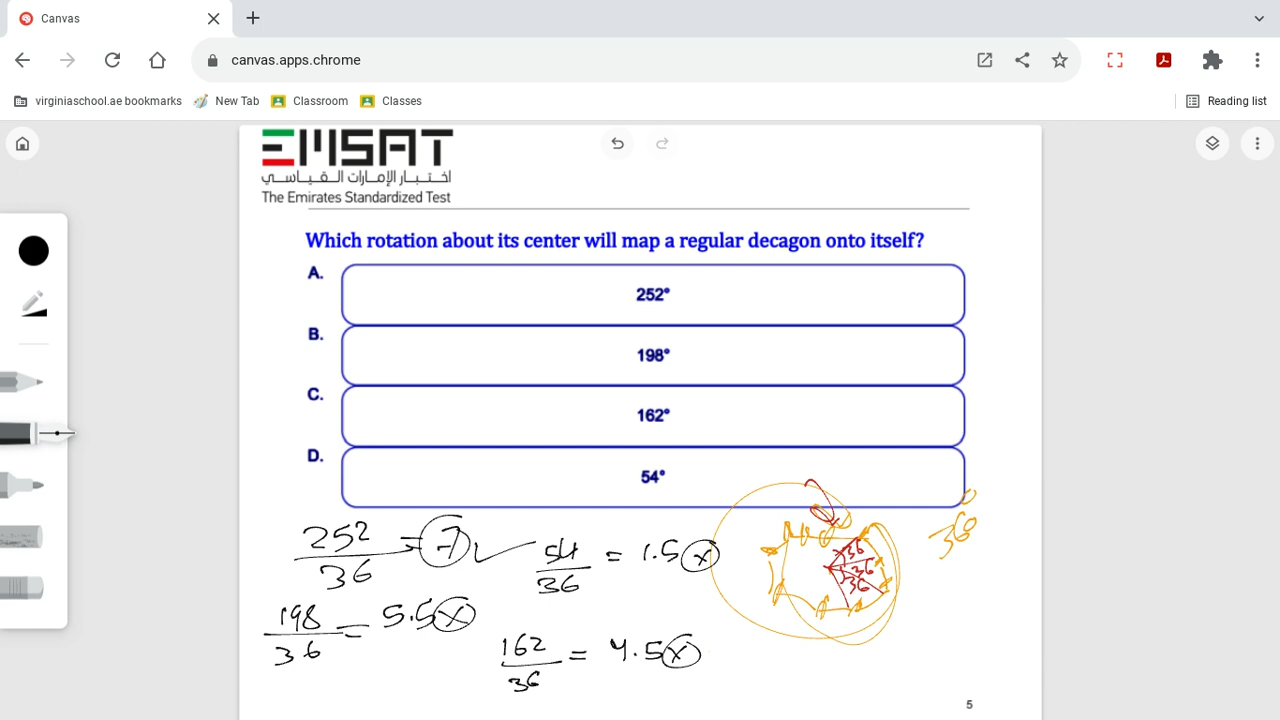 Canvas
canvas.apps.chrome
virginiaschool.ae bookmarks
New Tab
Classroom
Classes
Reading list
EMSAT
اختبار الإمارات القياسي
The Emirates Standardized Test
Which rotation about its center will map a regular decagon onto itself?
A.
252°
B.
198°
C.
162°
D.
54°
252/36 = 7 ✓
54/36 = 1.5 x
198/36 = 5.5 x
162/36 = 4.5 x
36
36
36
36°
5